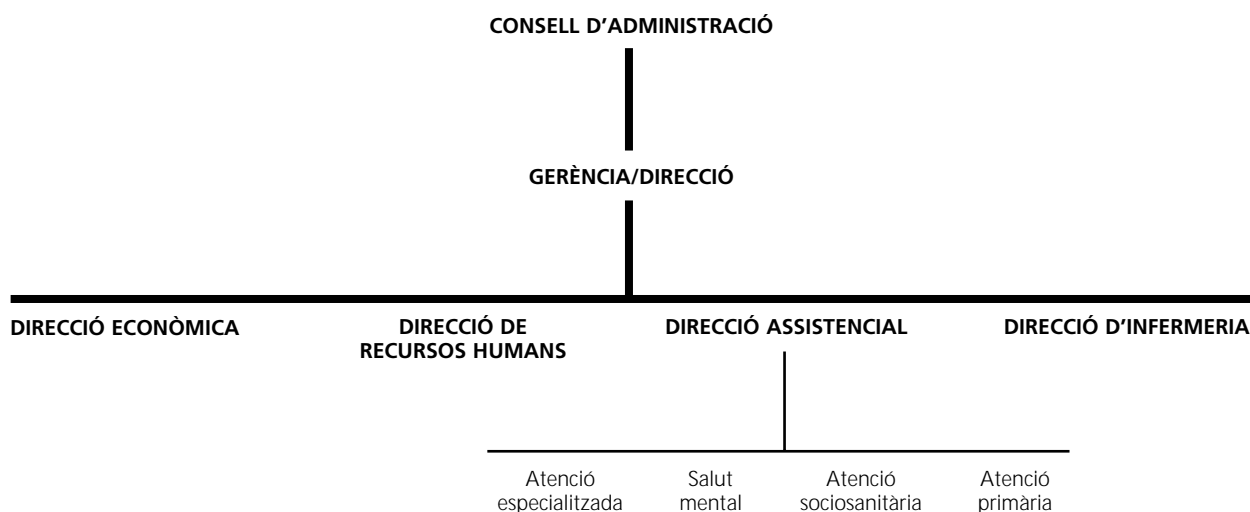 CONSELL D'ADMINISTRACIÓ
GERÈNCIA/DIRECCIÓ
DIRECCIÓ ECONÒMICA
DIRECCIÓ DE
RECURSOS HUMANS
DIRECCIÓ ASSISTENCIAL
DIRECCIÓ D'INFERMERIA
Atenció
especialitzada
Salut
mental
Atenció
sociosanitària
Atenció
primària